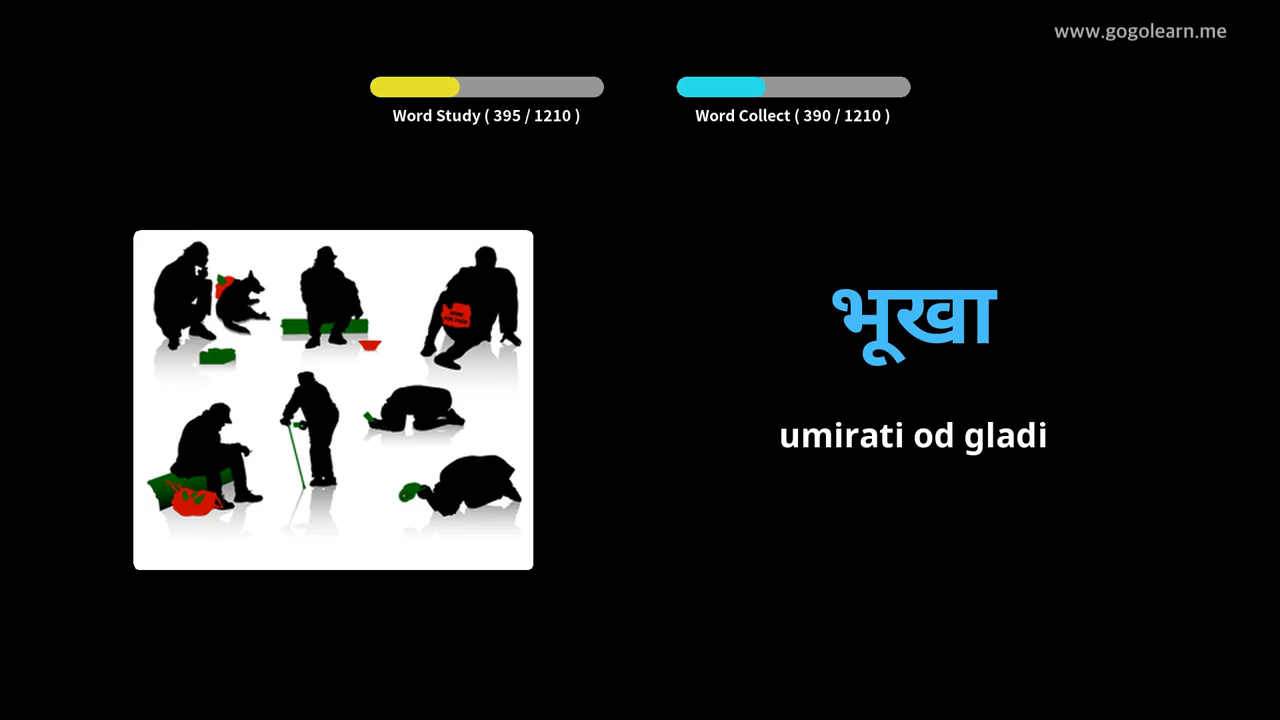 www.gogolearn.me
Word Study ( 395 / 1210 )
Word Collect ( 390 / 1210 )
भूखा
umirati od gladi